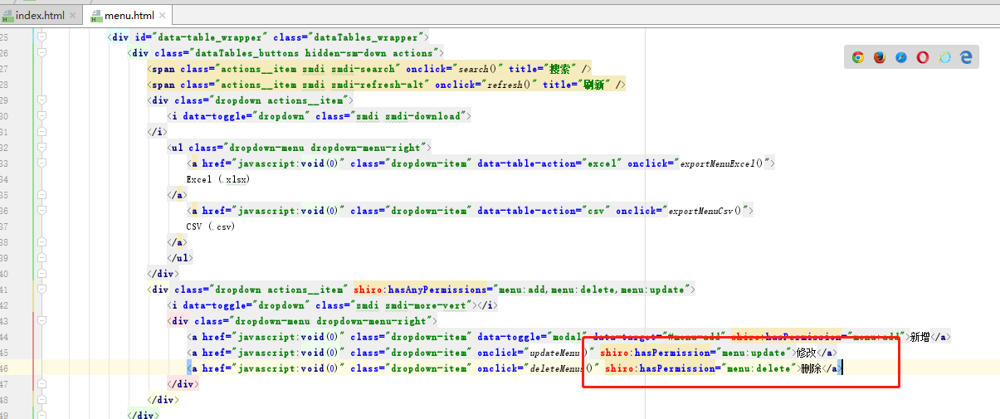 index.html menu.html
25 <div id="data-table_wrapper" class="dataTables_wrapper">
26 <div class="dataTables_buttons hidden-sm-down actions">
27 <span class="actions__item zmdi zmdi-search" onclick="search()" title="搜索" />
28 <span class="actions__item zmdi zmdi-refresh-alt" onclick="refresh()" title="刷新" />
29 <div class="dropdown actions__item">
30 <i data-toggle="dropdown" class="zmdi zmdi-download">
31 </i>
32 <ul class="dropdown-menu dropdown-menu-right">
33 <a href="javascript:void(0)" class="dropdown-item" data-table-action="excel" onclick="exportMenuExcel()">
34 Excel (.xlsx)
35 </a>
36 <a href="javascript:void(0)" class="dropdown-item" data-table-action="csv" onclick="exportMenuCsv()">
37 CSV (.csv)
38 </a>
39 </ul>
40 </div>
41 <div class="dropdown actions__item" shiro:hasAnyPermissions="menu:add,menu:delete,menu:update">
42 <i data-toggle="dropdown" class="zmdi zmdi-more-vert"></i>
43 <div class="dropdown-menu dropdown-menu-right">
44 <a href="javascript:void(0)" class="dropdown-item" data-toggle="modal" data-target="#menu-add" shiro:hasPermission="menu:add">新增</a>
45 <a href="javascript:void(0)" class="dropdown-item" onclick="updateMenu()" shiro:hasPermission="menu:update">修改</a>
46 <a href="javascript:void(0)" class="dropdown-item" onclick="deleteMenus()" shiro:hasPermission="menu:delete">删除</a>
47 </div>
48 </div>
49 </div>